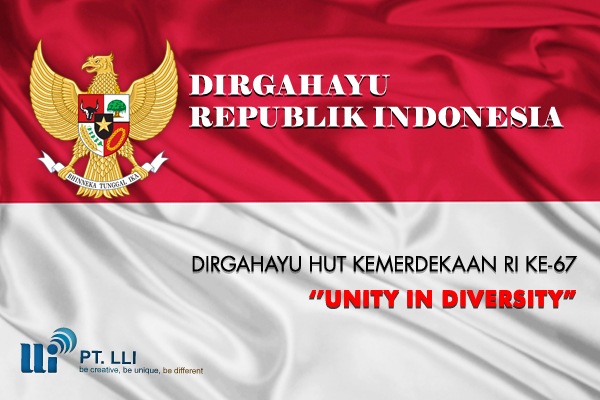 DIRGAHAYU
REPUBLIK INDONESIA
BHINNEKA TUNGGAL IKA
DIRGAHAYU HUT KEMERDEKAAN RI KE-67
"UNITY IN DIVERSITY"
lli PT. LLI
be creative, be unique, be different